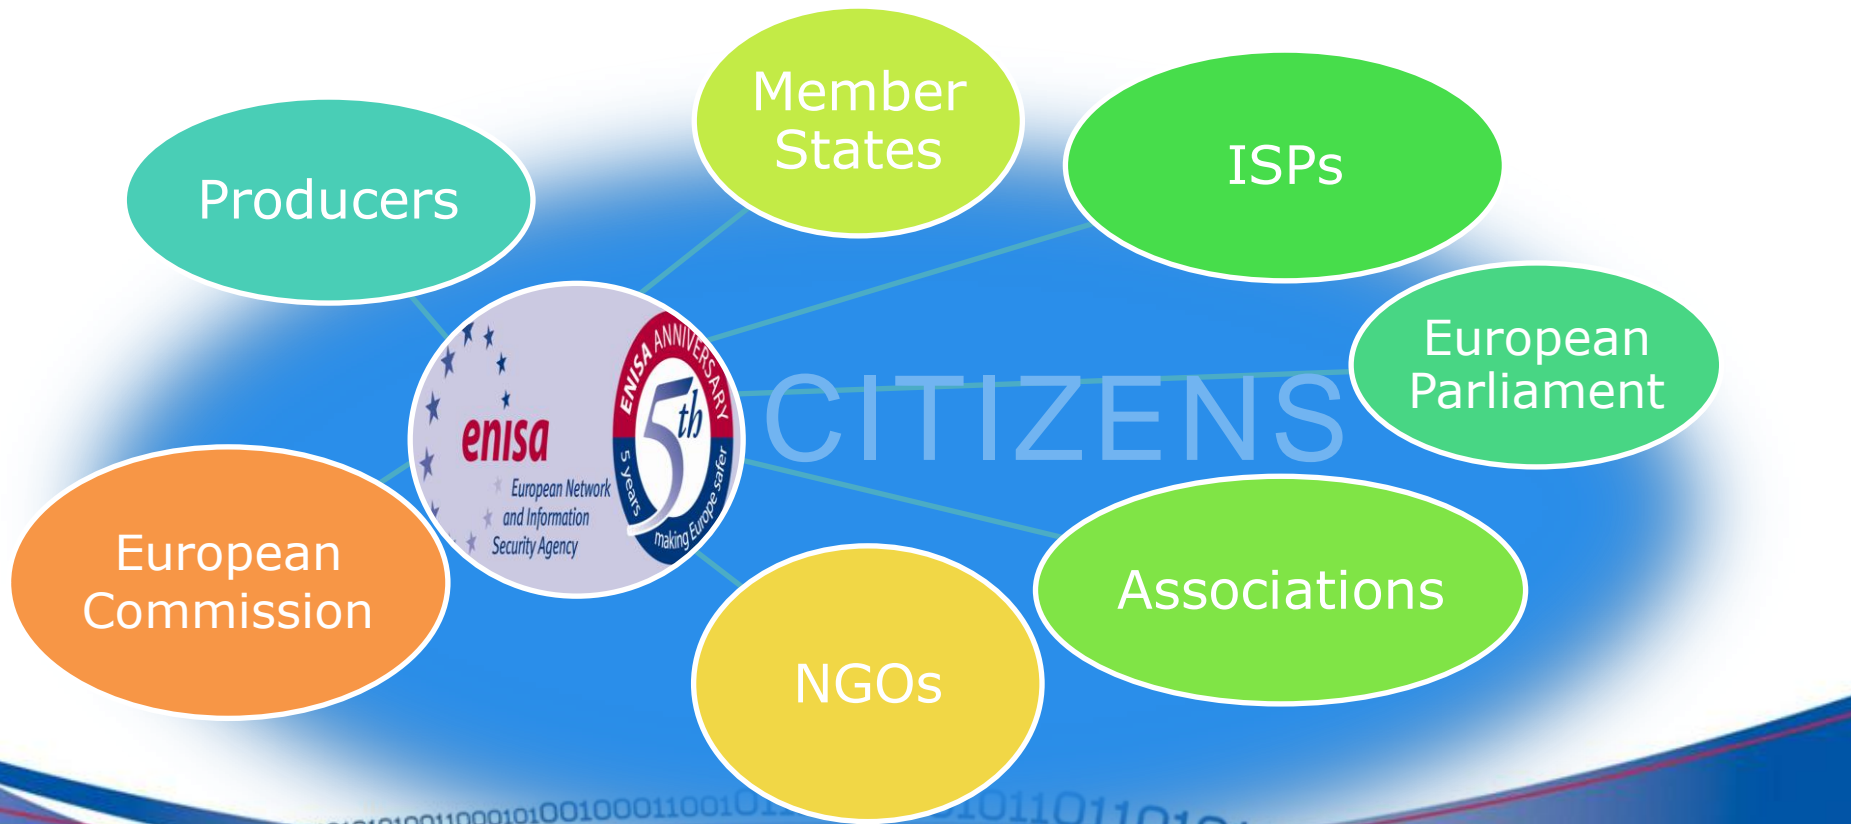 Member
States
ISPs
Producers
European
Parliament
CITIZENS
enisa
European Network
and Information
Security Agency
ENISA ANNIVERSARY
5th
5 years
making Europe safer
European
Commission
Associations
NGOs